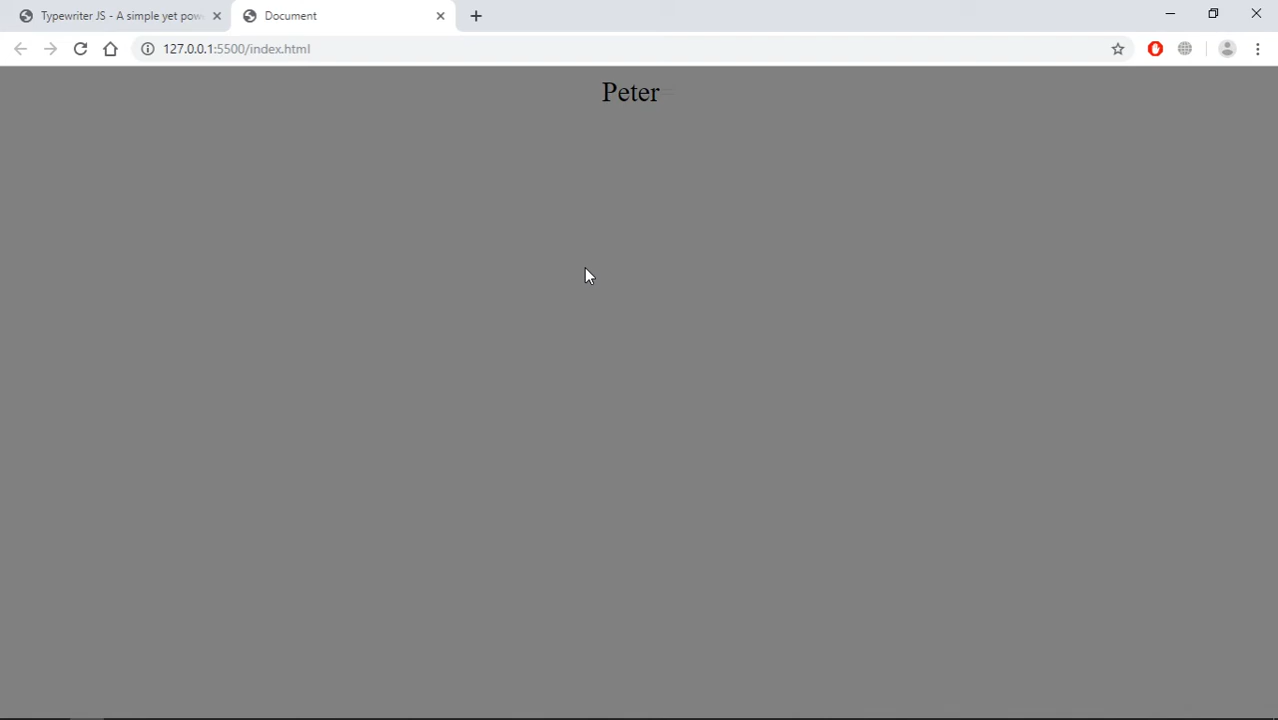 Typewriter JS - A simple yet pow
Document
127.0.0.1:5500/index.html
Peter